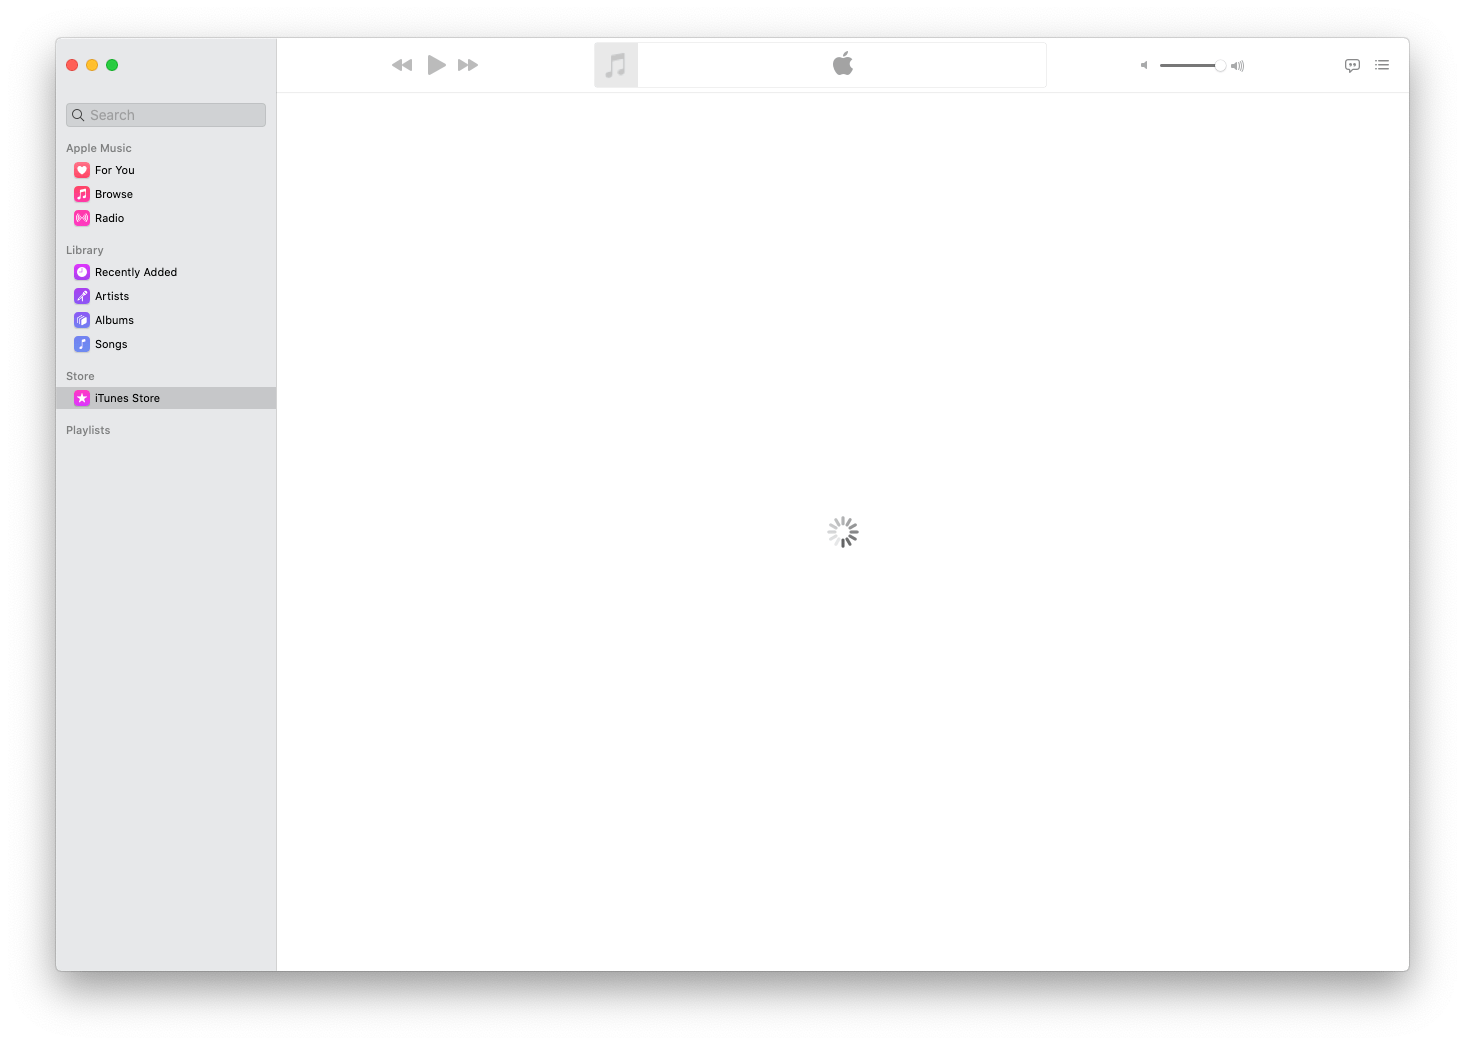 Search
Apple Music
For You
Browse
Radio
Library
Recently Added
Artists
Albums
Songs
Store
iTunes Store
Playlists